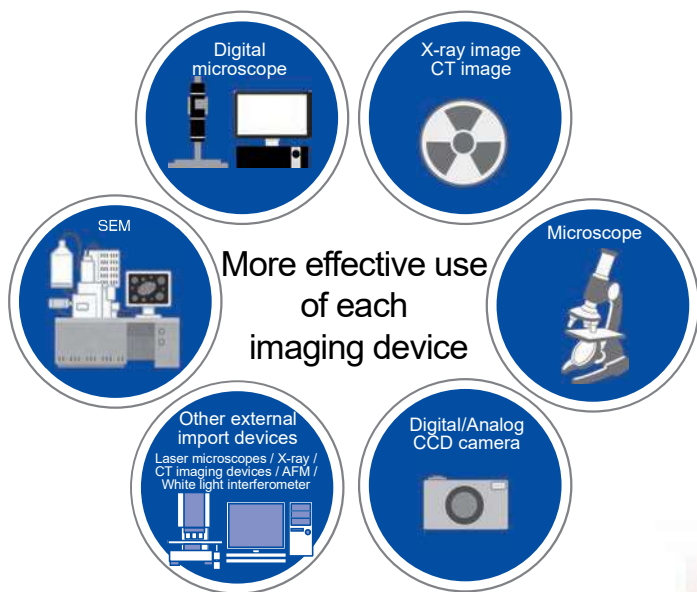 Digital
microscope
X-ray image
CT image
SEM
Microscope
More effective use
of each
imaging device
Other external
import devices
Laser microscopes / X-ray /
CT imaging devices / AFM /
White light interferometer
Digital/Analog
CCD camera